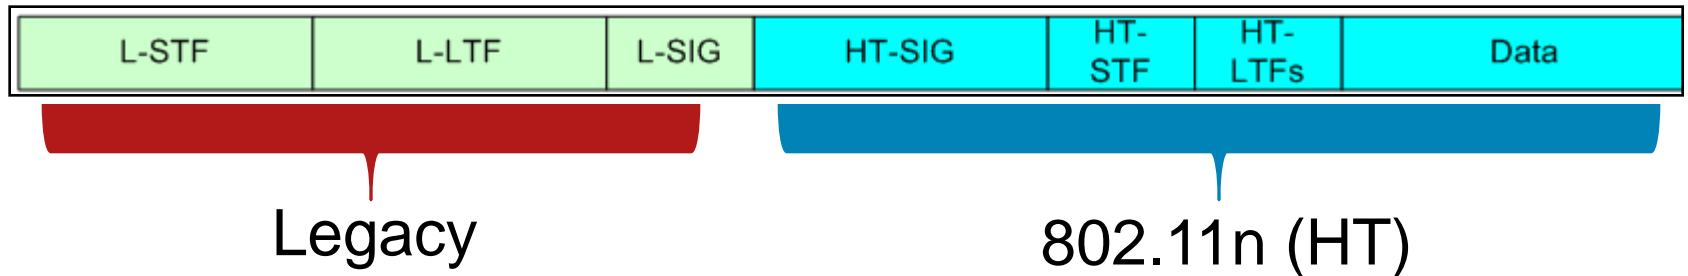 L-STF
L-LTF
L-SIG
HT-SIG
HT-
STF
HT-
LTFs
Data
Legacy
802.11n (HT)